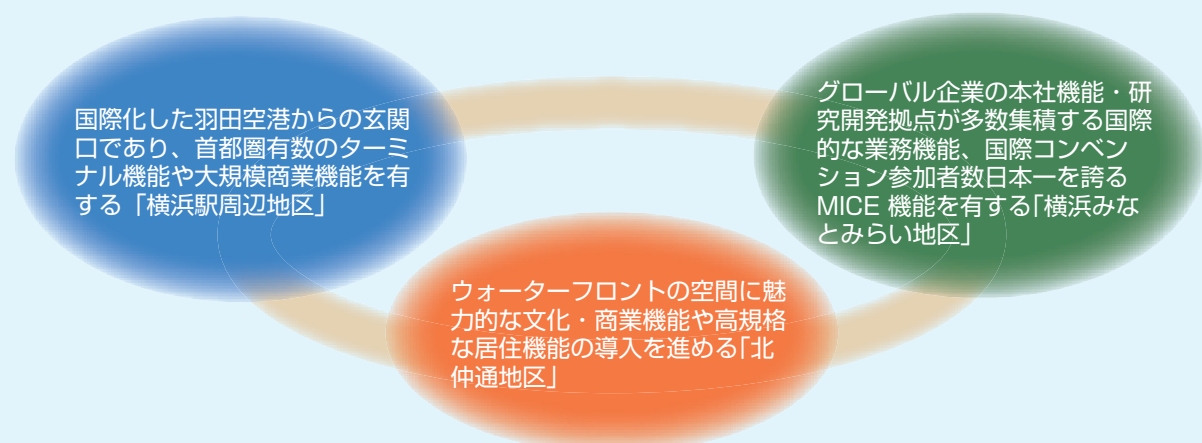 国際化した羽田空港からの玄関
口であり、首都圏有数のターミ
ナル機能や大規模商業機能を有
する「横浜駅周辺地区」
グローバル企業の本社機能・研
究開発拠点が多数集積する国際
的な業務機能、国際コンベン
ション参加者数日本一を誇る
MICE 機能を有する「横浜みな
とみらい地区」
ウォーターフロントの空間に魅
力的な文化・商業機能や高規格
な居住機能の導入を進める「北
仲通地区」